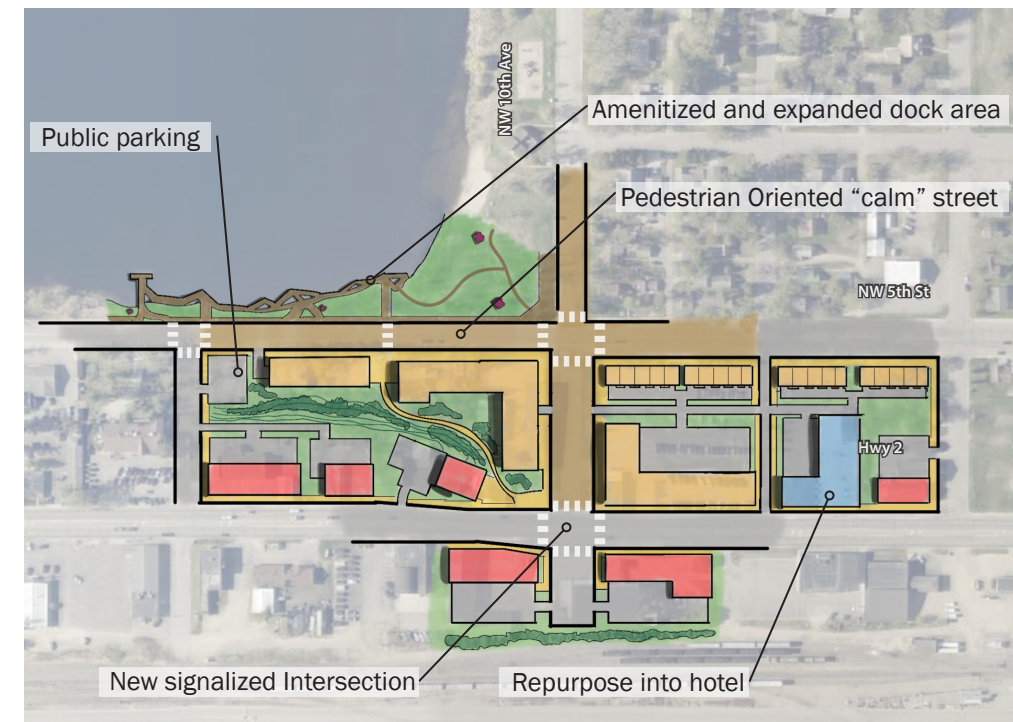 NW 10th Ave
Amenitized and expanded dock area
Public parking
Pedestrian Oriented “calm” street
NW 5th St
Hwy 2
New signalized Intersection
Repurpose into hotel